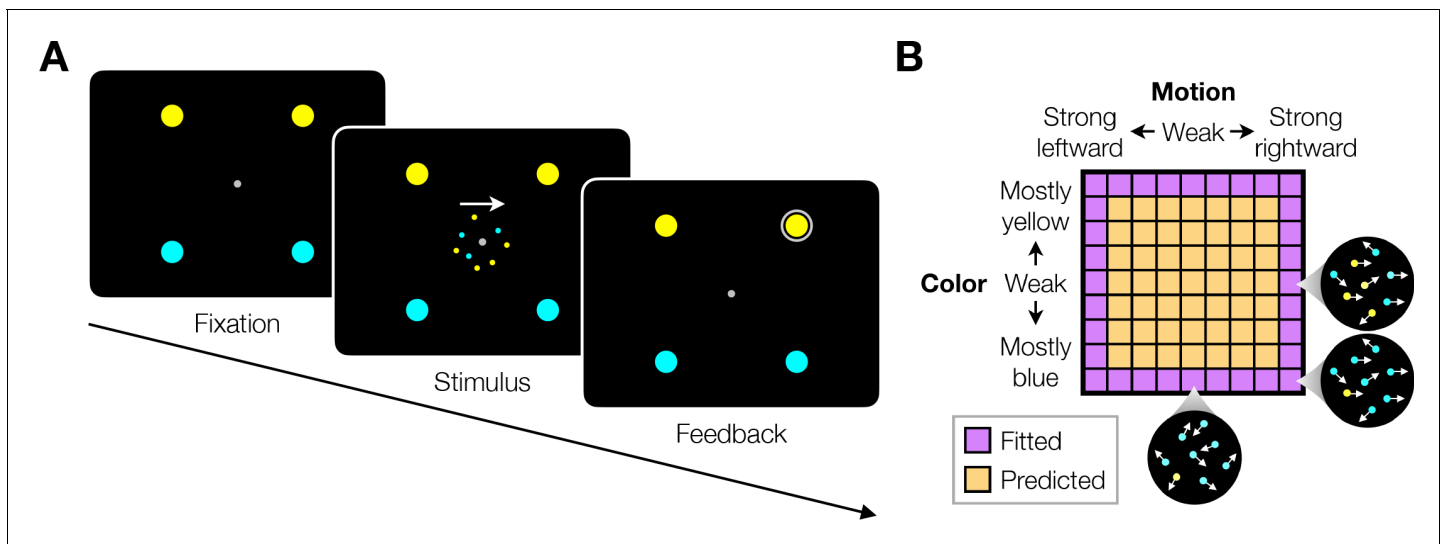 A
Fixation
Stimulus
Feedback
B
Motion
Strong
leftward
Weak
Strong
rightward
Mostly
yellow
Color
Weak
Mostly
blue
Fitted
Predicted